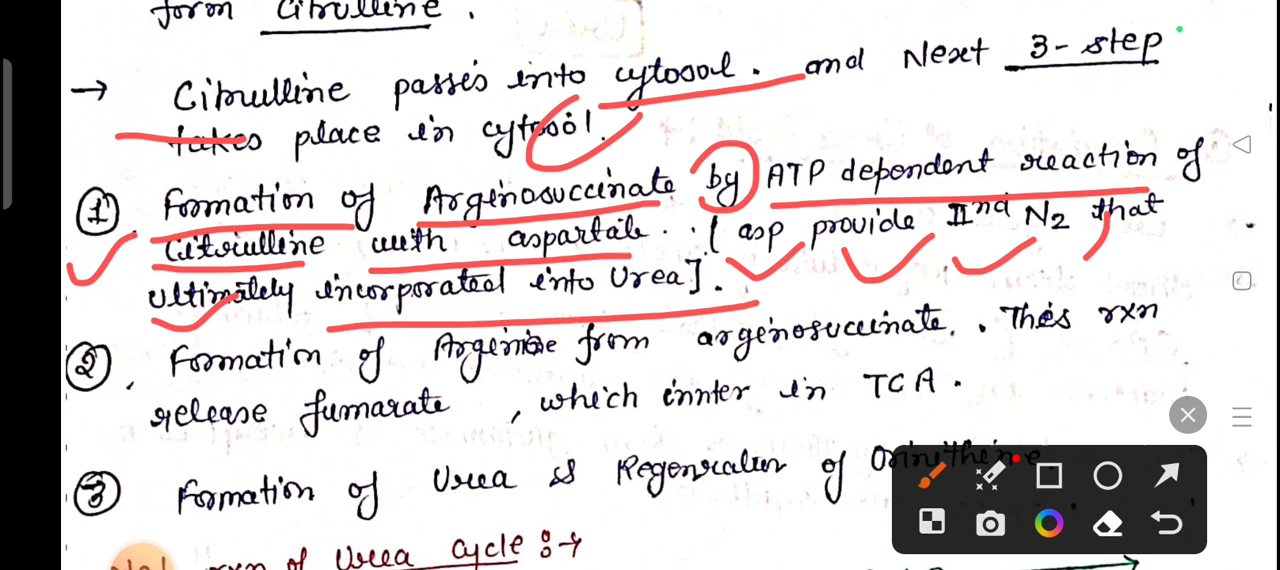 form Citrulline.
→ Citrulline passes into cytosol. and Next 3-step
takes place in cytosol.
① Formation of Argenosuccinate by ATP dependent reaction of
Citrulline with aspartate. [asp provide IInd N2 that
ultimately incorporated into Urea].
②. Formation of Arginine from argenosuccinate. This rxn
release fumarate, which innter in TCA.
③ Formation of Urea & Regenration of Ornithine
rxn of Urea cycle :→